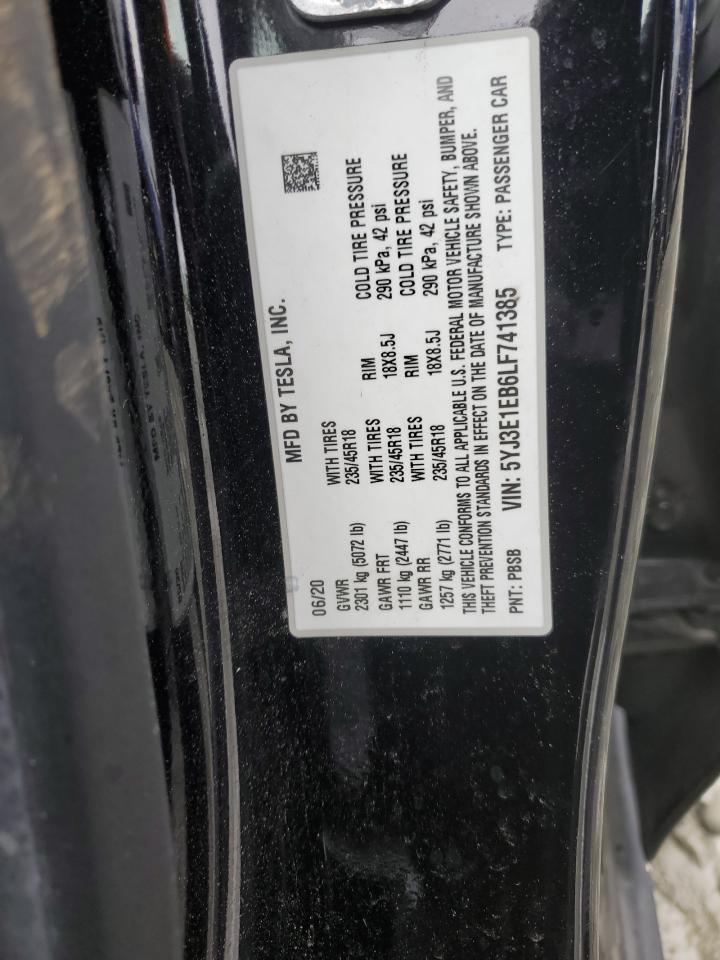 MFD BY TESLA, INC.
06/20
GVWR WITH TIRES RIM COLD TIRE PRESSURE
2301 kg (5072 lb) 235/45R18 18X8.5J 290 kPa, 42 psi
GAWR FRT WITH TIRES RIM COLD TIRE PRESSURE
1110 kg (2447 lb) 235/45R18 18X8.5J 290 kPa, 42 psi
GAWR RR WITH TIRES
1257 kg (2771 lb) 235/45R18
THIS VEHICLE CONFORMS TO ALL APPLICABLE U.S. FEDERAL MOTOR VEHICLE SAFETY, BUMPER, AND
THEFT PREVENTION STANDARDS IN EFFECT ON THE DATE OF MANUFACTURE SHOWN ABOVE.
PNT: PBSB VIN: 5YJ3E1EB6LF741385 TYPE: PASSENGER CAR